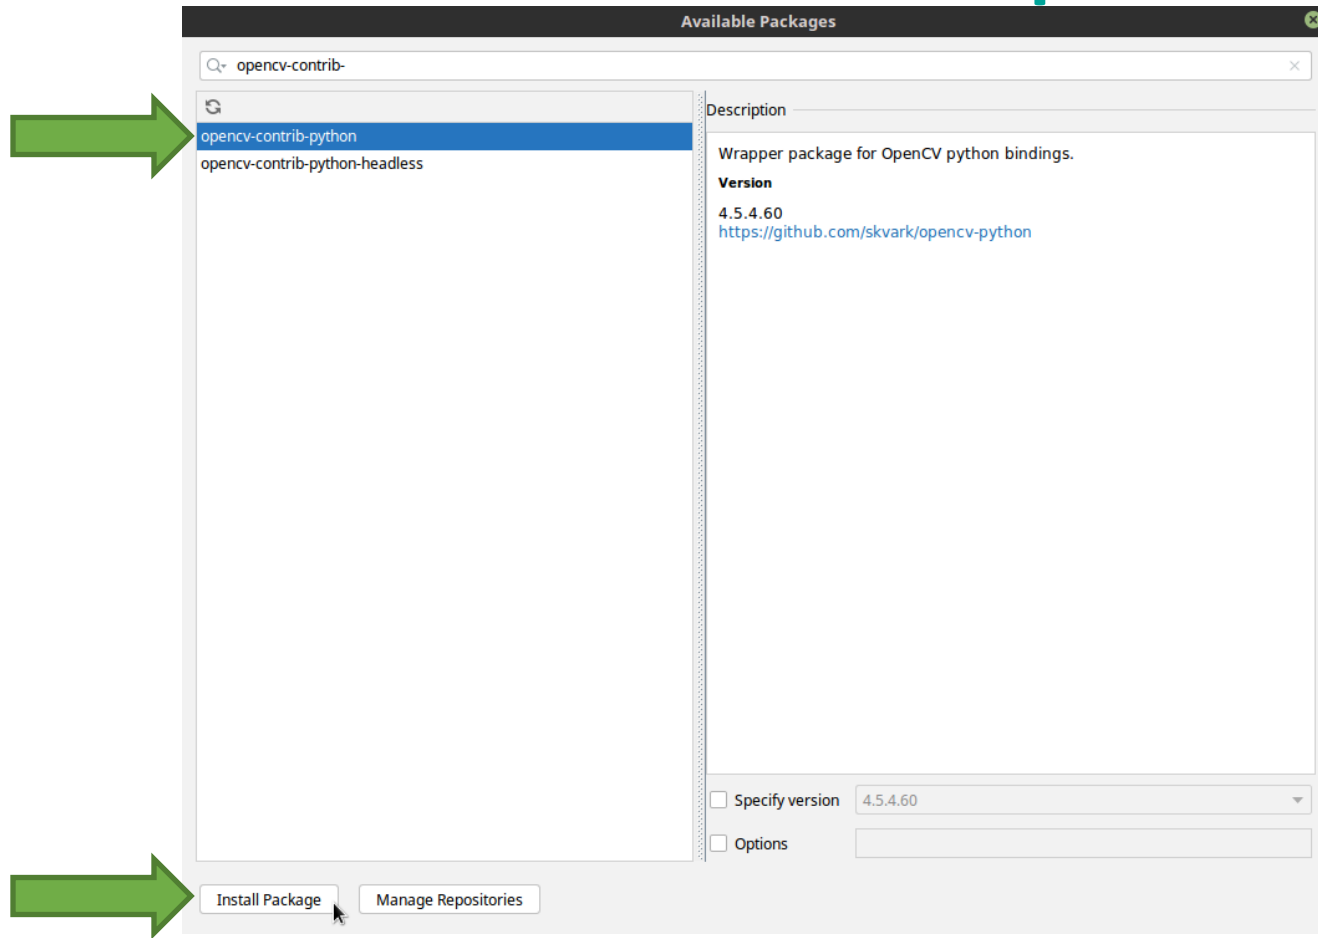 Available Packages
opencv-contrib-
opencv-contrib-python
opencv-contrib-python-headless
Description
Wrapper package for OpenCV python bindings.
Version
4.5.4.60
https://github.com/skvark/opencv-python
Specify version 4.5.4.60
Options
Install Package Manage Repositories